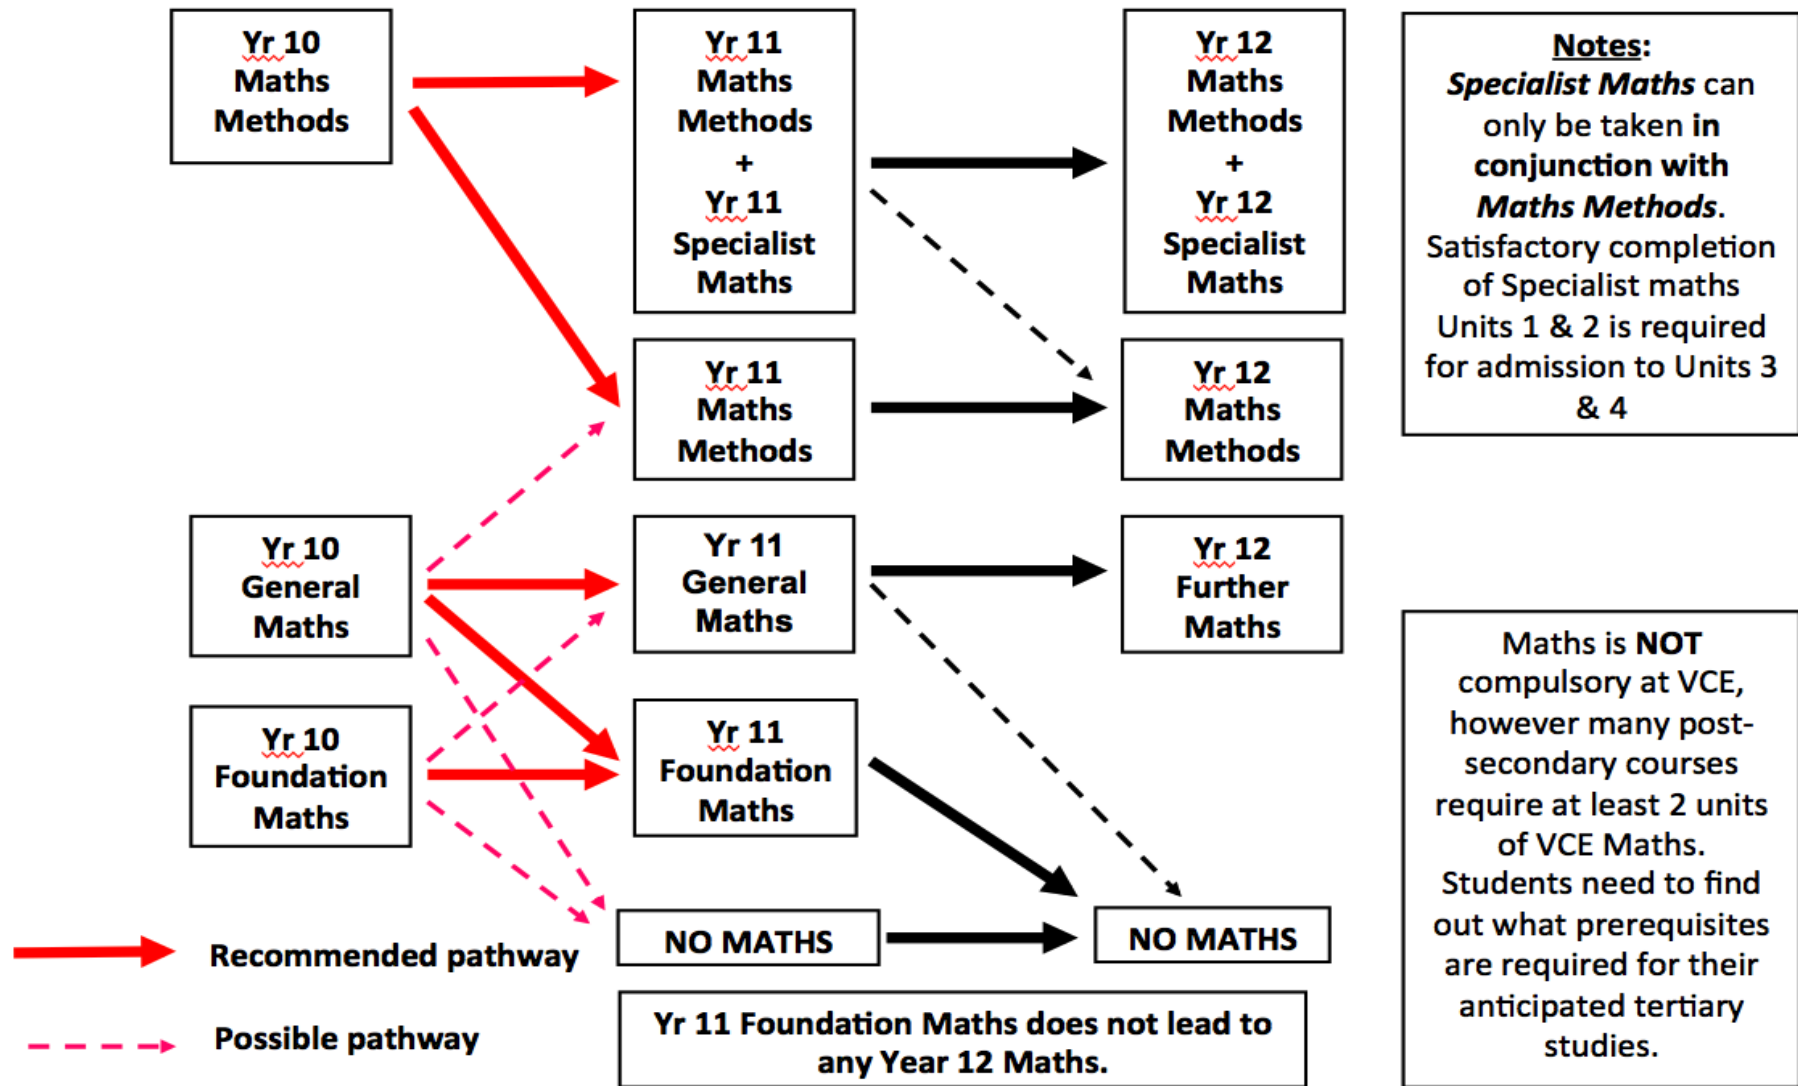 Yr 10
Maths
Methods
Yr 11
Maths
Methods
+
Yr 11
Specialist
Maths
Yr 12
Maths
Methods
+
Yr 12
Specialist
Maths
Notes:
Specialist Maths can
only be taken in
conjunction with
Maths Methods.
Satisfactory completion
of Specialist maths
Units 1 & 2 is required
for admission to Units 3
& 4
Yr 11
Maths
Methods
Yr 12
Maths
Methods
Yr 10
General
Maths
Yr 11
General
Maths
Yr 12
Further
Maths
Yr 10
Foundation
Maths
Yr 11
Foundation
Maths
Maths is NOT
compulsory at VCE,
however many post-
secondary courses
require at least 2 units
of VCE Maths.
Students need to find
out what prerequisites
are required for their
anticipated tertiary
studies.
NO MATHS
NO MATHS
Recommended pathway
Possible pathway
Yr 11 Foundation Maths does not lead to
any Year 12 Maths.